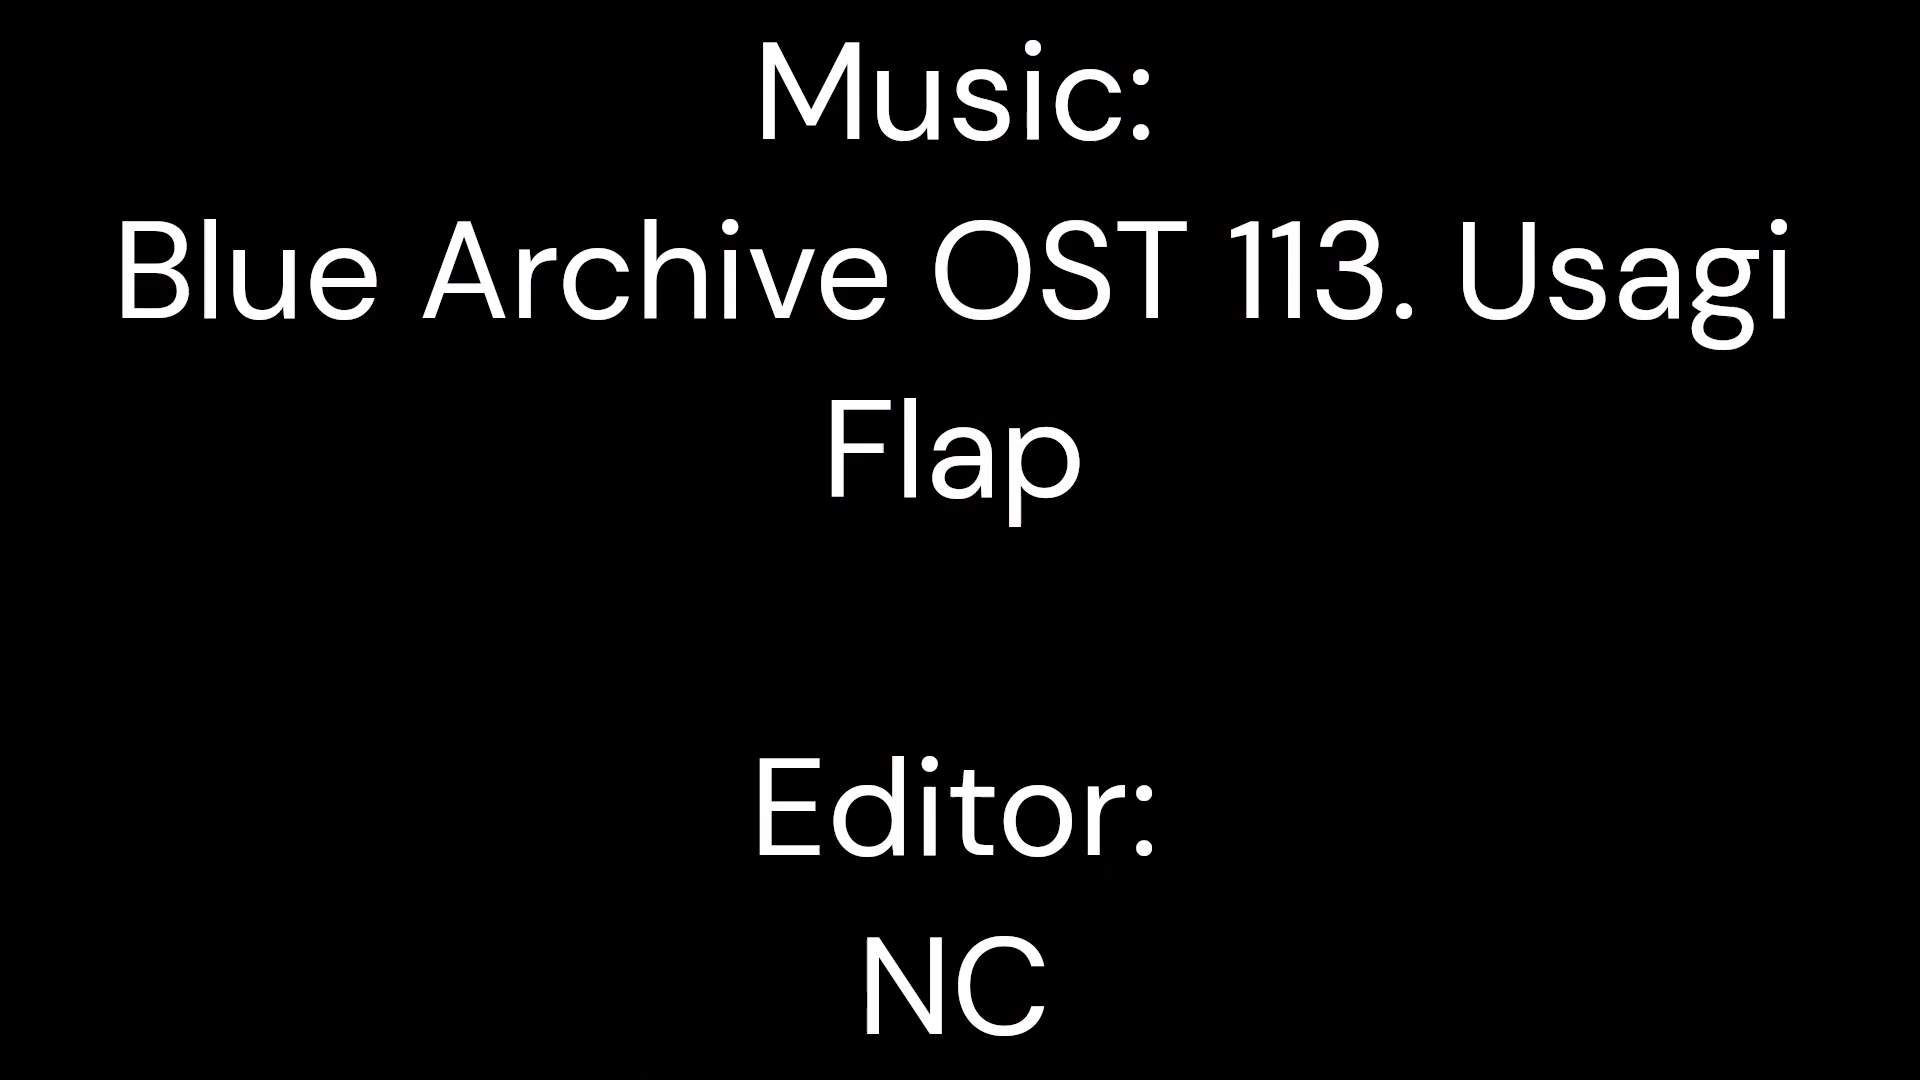 Music:
Blue Archive OST 113. Usagi
Flap
Editor:
NC